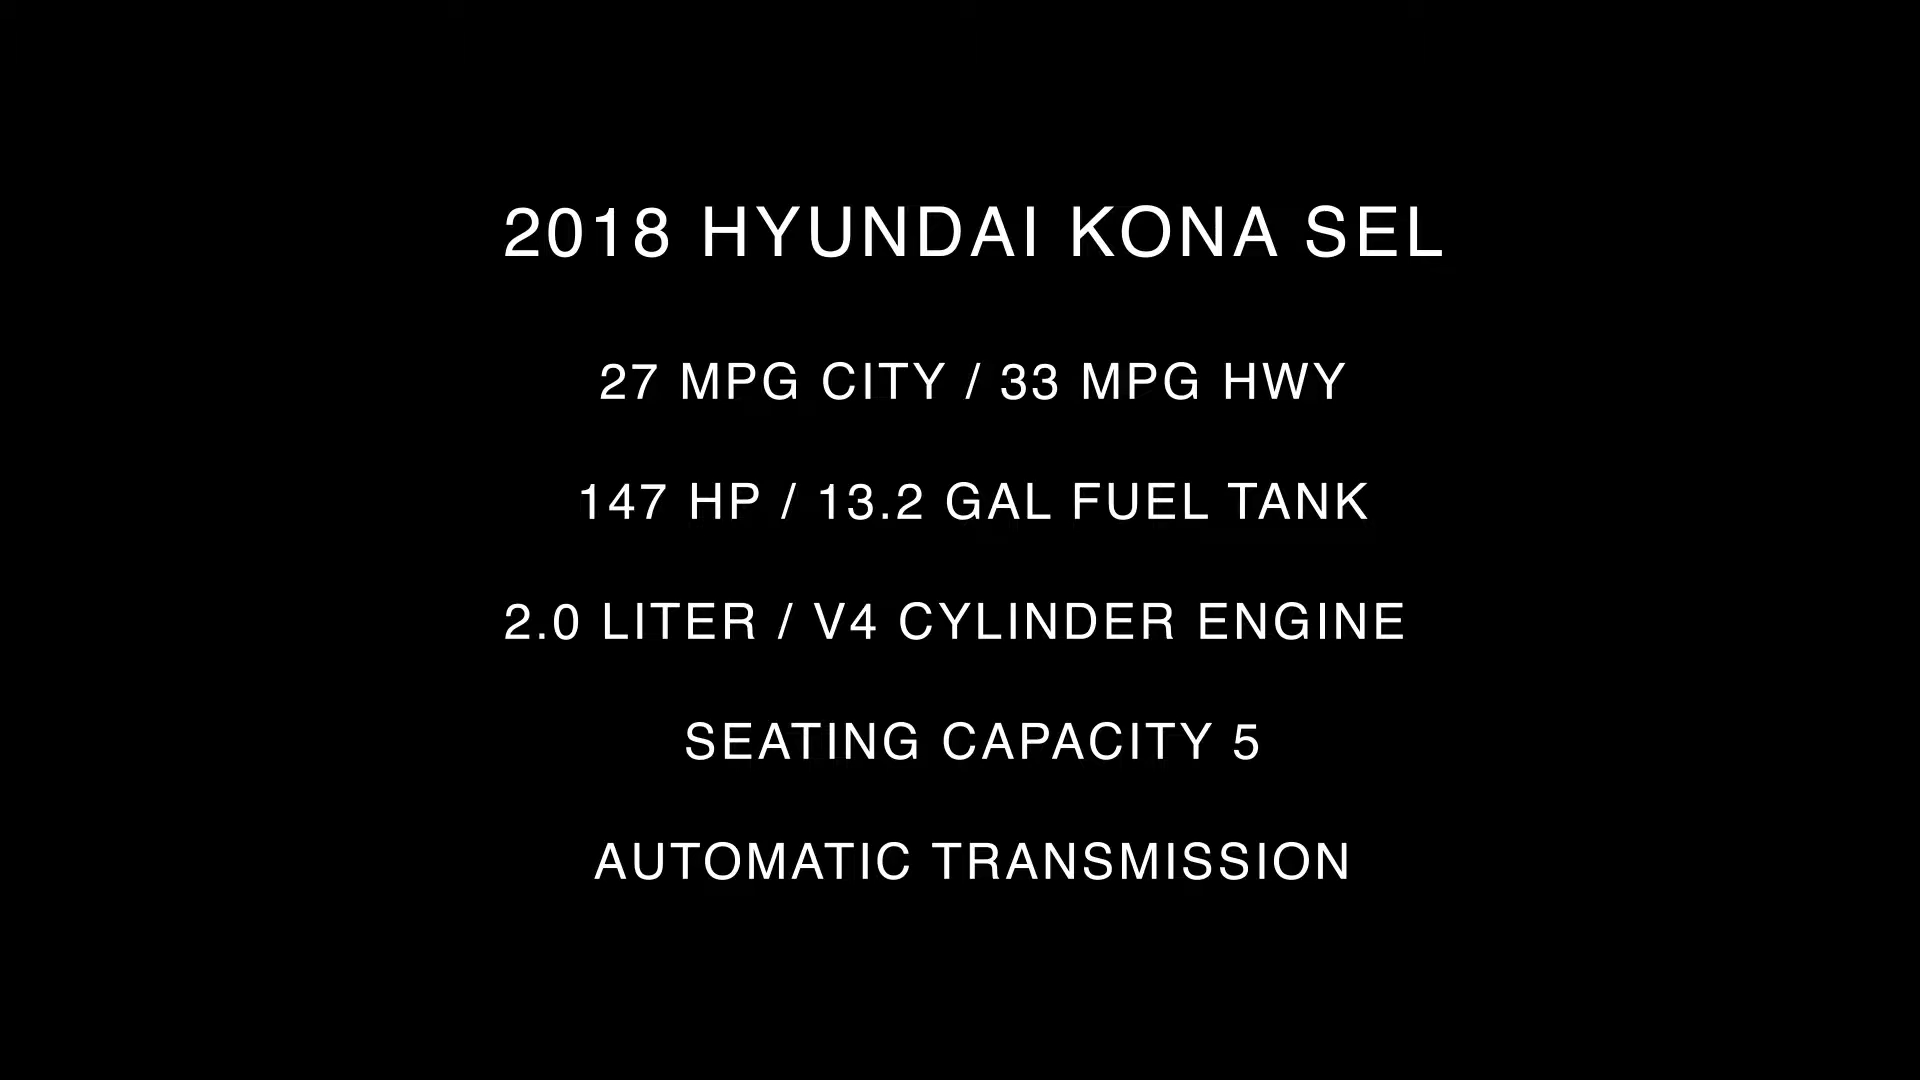 2018 HYUNDAI KONA SEL
27 MPG CITY / 33 MPG HWY
147 HP / 13.2 GAL FUEL TANK
2.0 LITER / V4 CYLINDER ENGINE
SEATING CAPACITY 5
AUTOMATIC TRANSMISSION